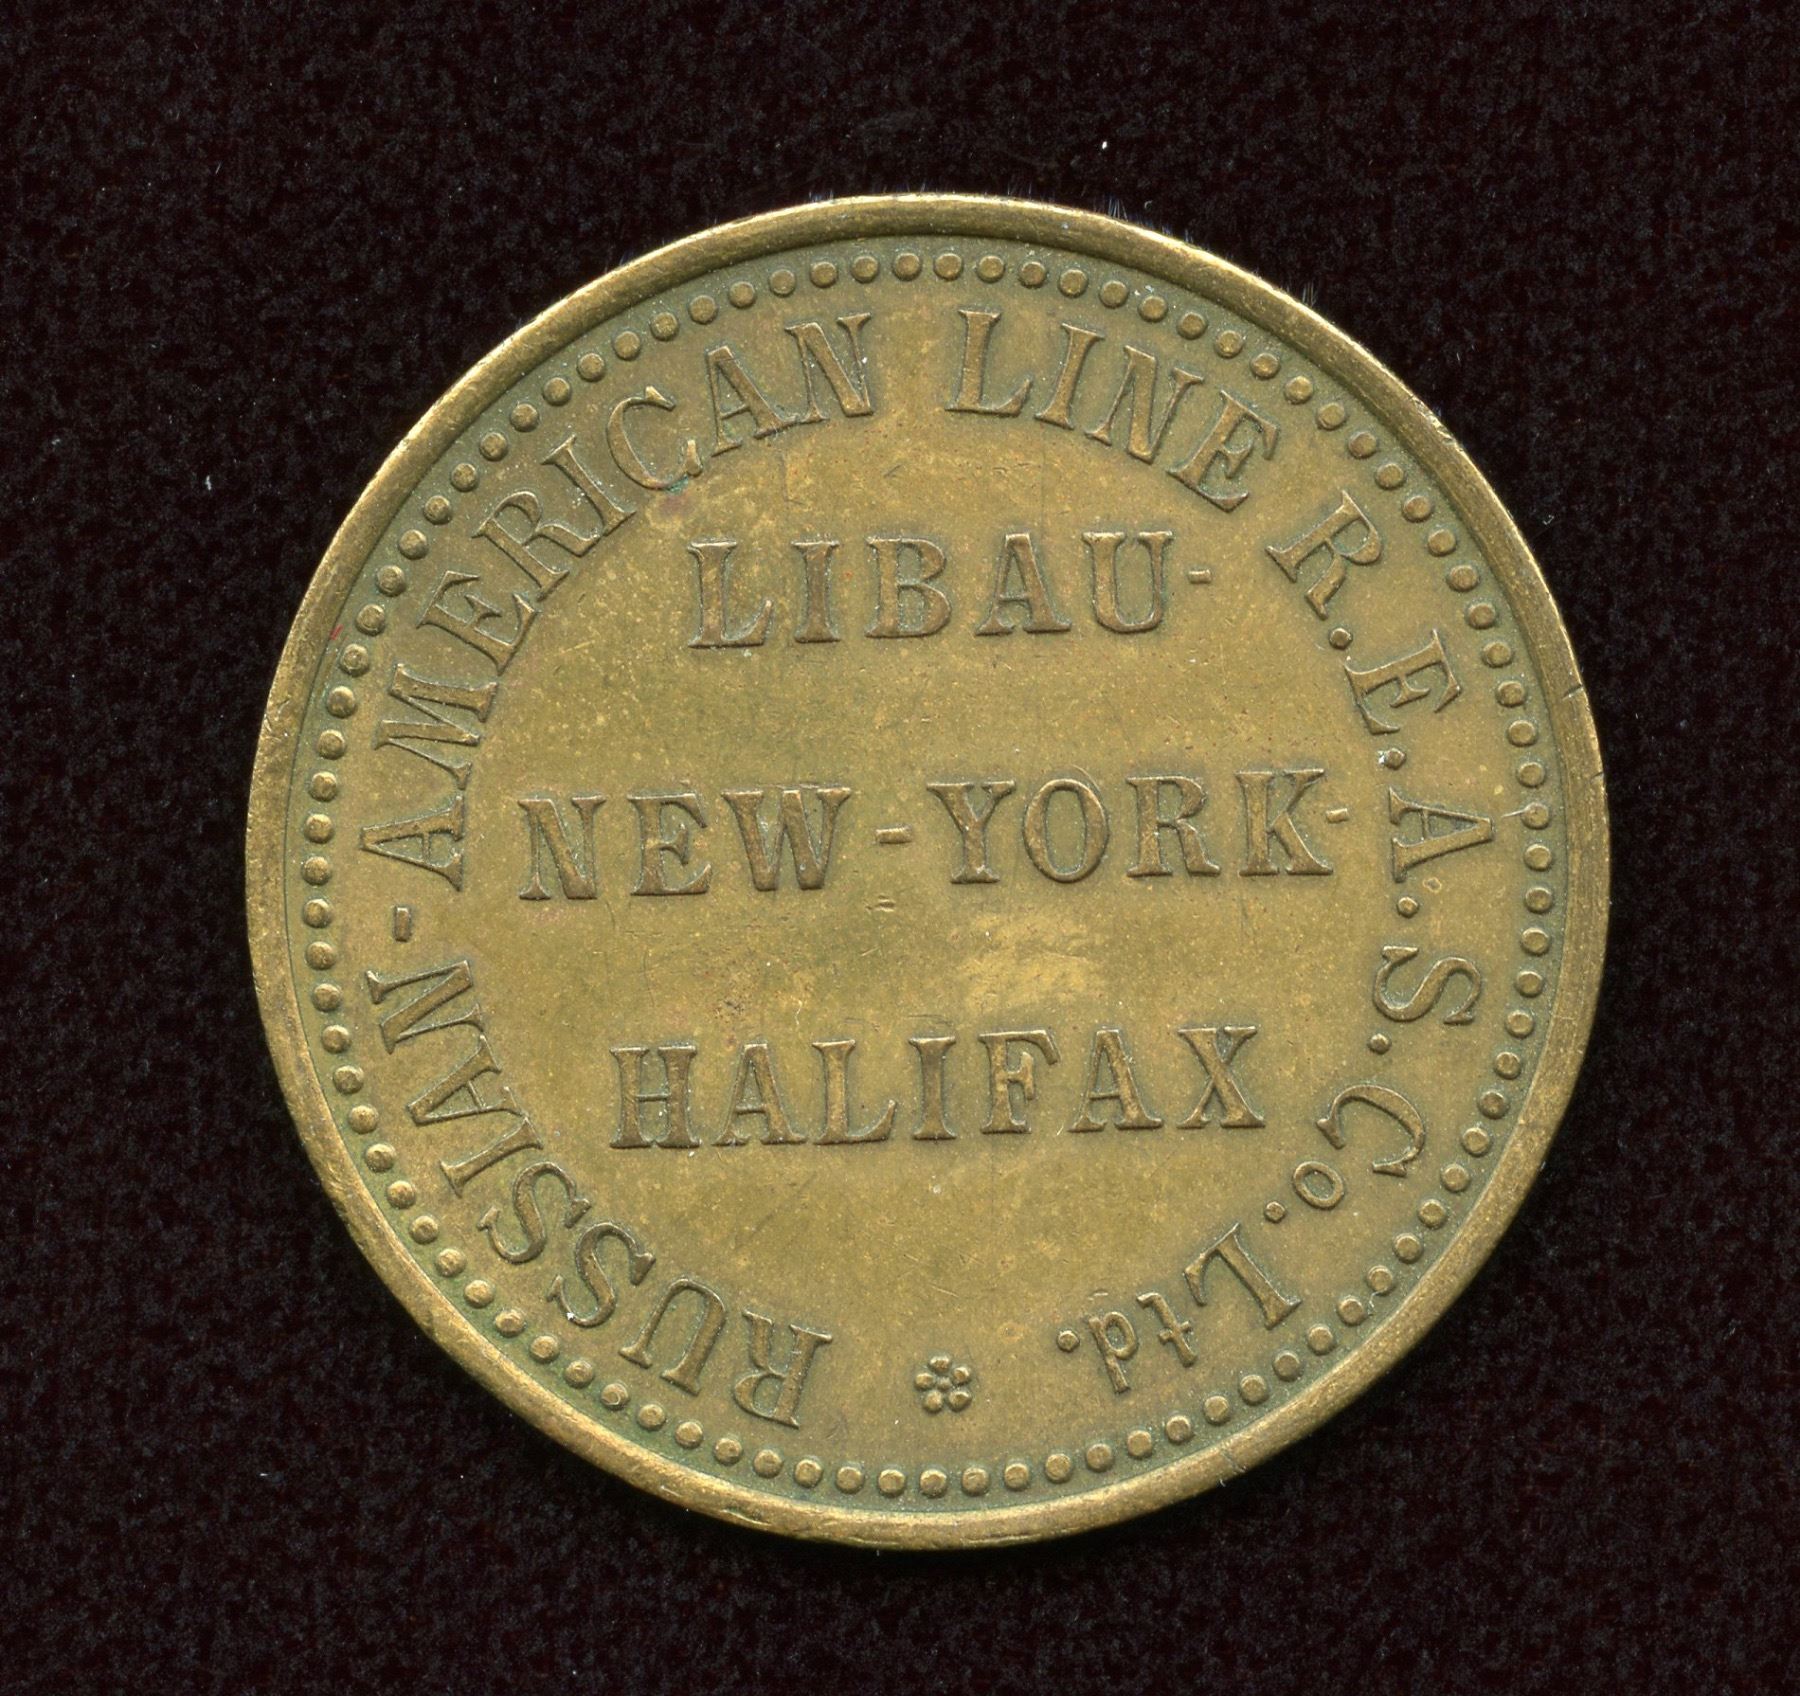 RUSSIAN-AMERICAN LINE R.E.A.S.Co.Ltd.
LIBAU-
NEW-YORK-
HALIFAX